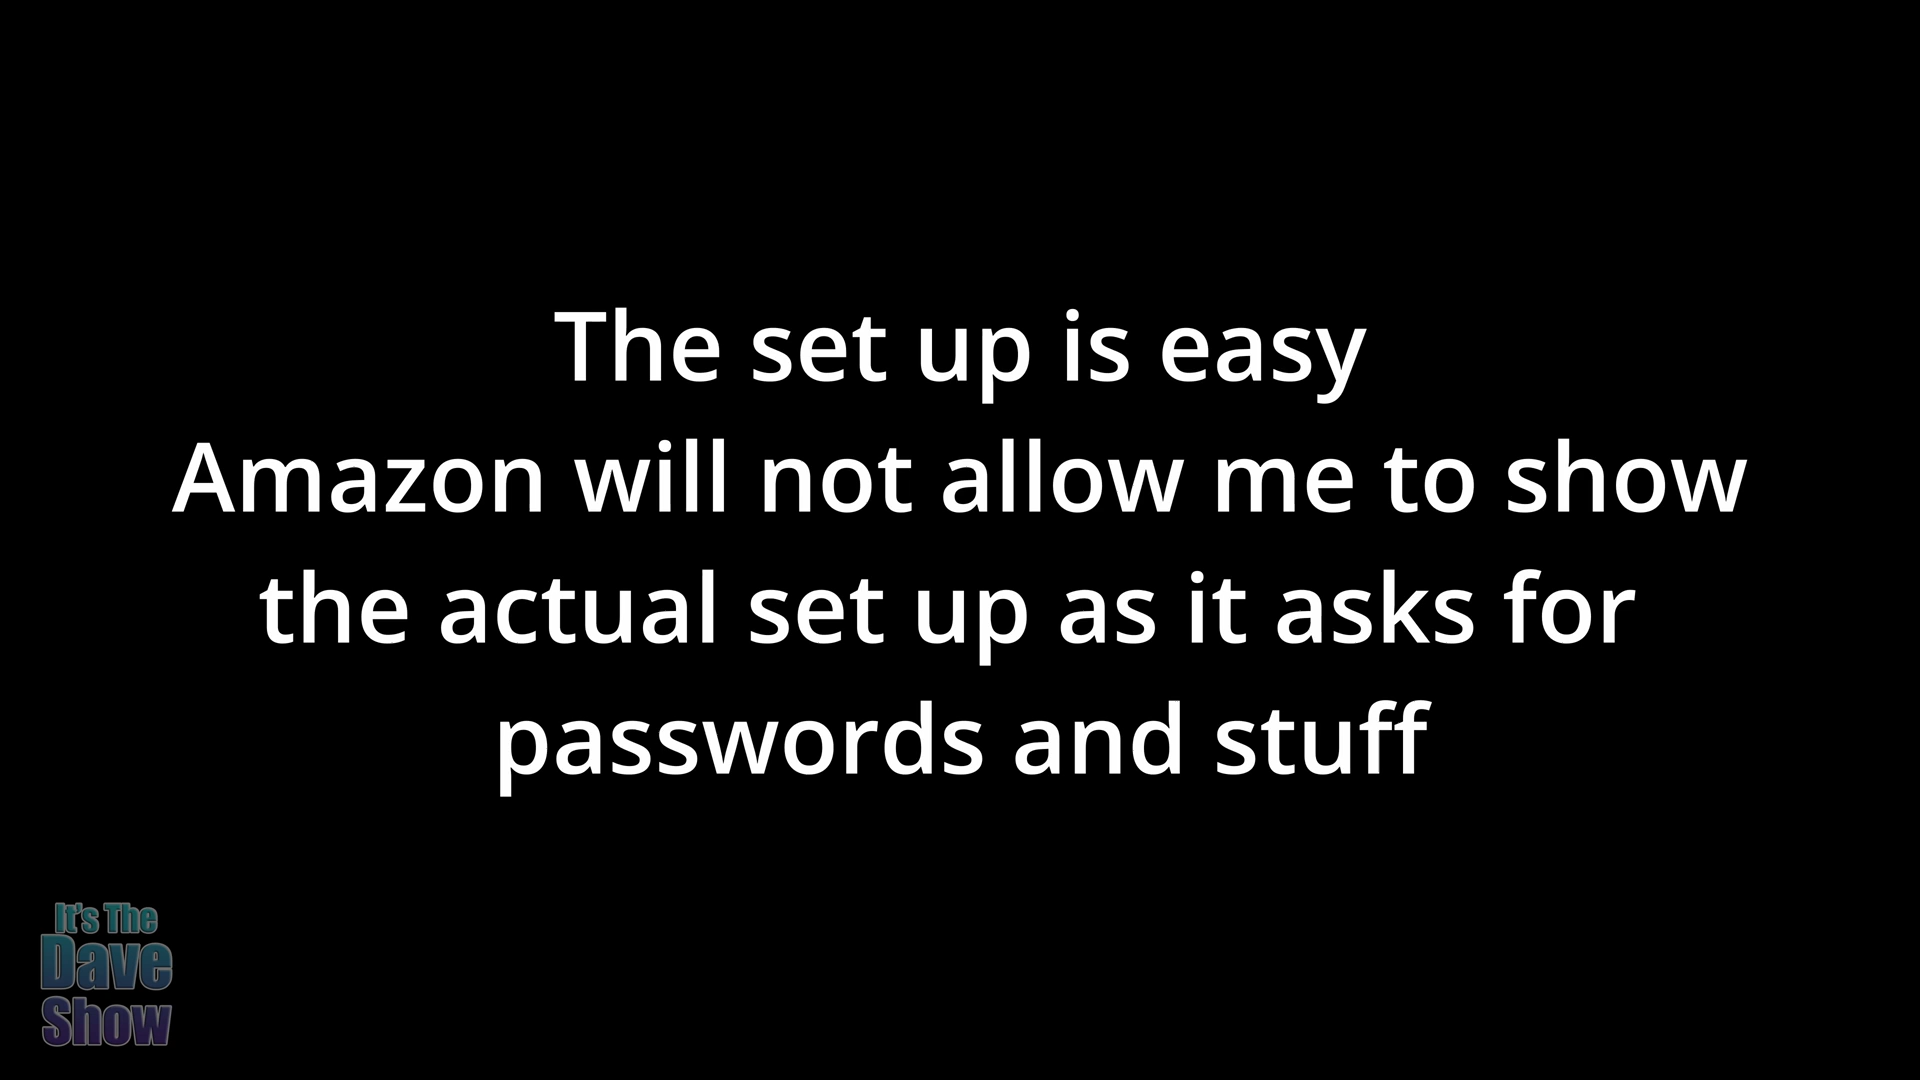 The set up is easy
Amazon will not allow me to show
the actual set up as it asks for
passwords and stuff
It's The
Dave
Show